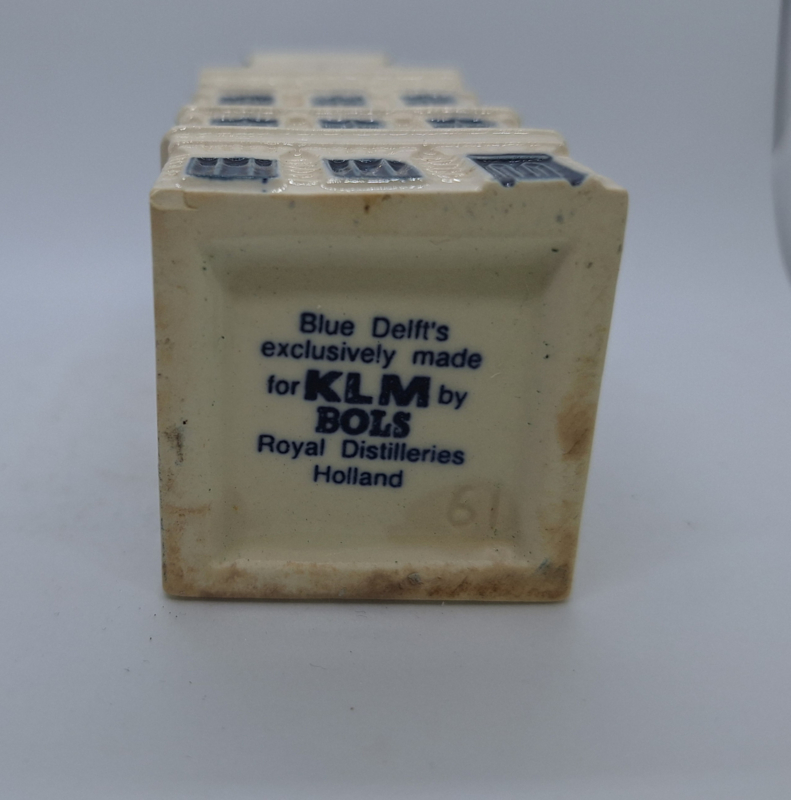 Blue Delft's
exclusively made
for KLM by
BOLS
Royal Distilleries
Holland
61